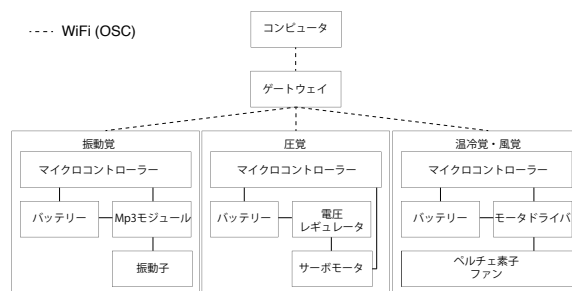 WiFi (OSC)
コンピュータ
ゲートウェイ
振動覚
マイクロコントローラー
バッテリー
Mp3モジュール
振動子
圧覚
マイクロコントローラー
バッテリー
電圧
レギュレータ
サーボモータ
温冷覚・風覚
マイクロコントローラー
バッテリー
モータドライバ
ペルチェ素子
ファン